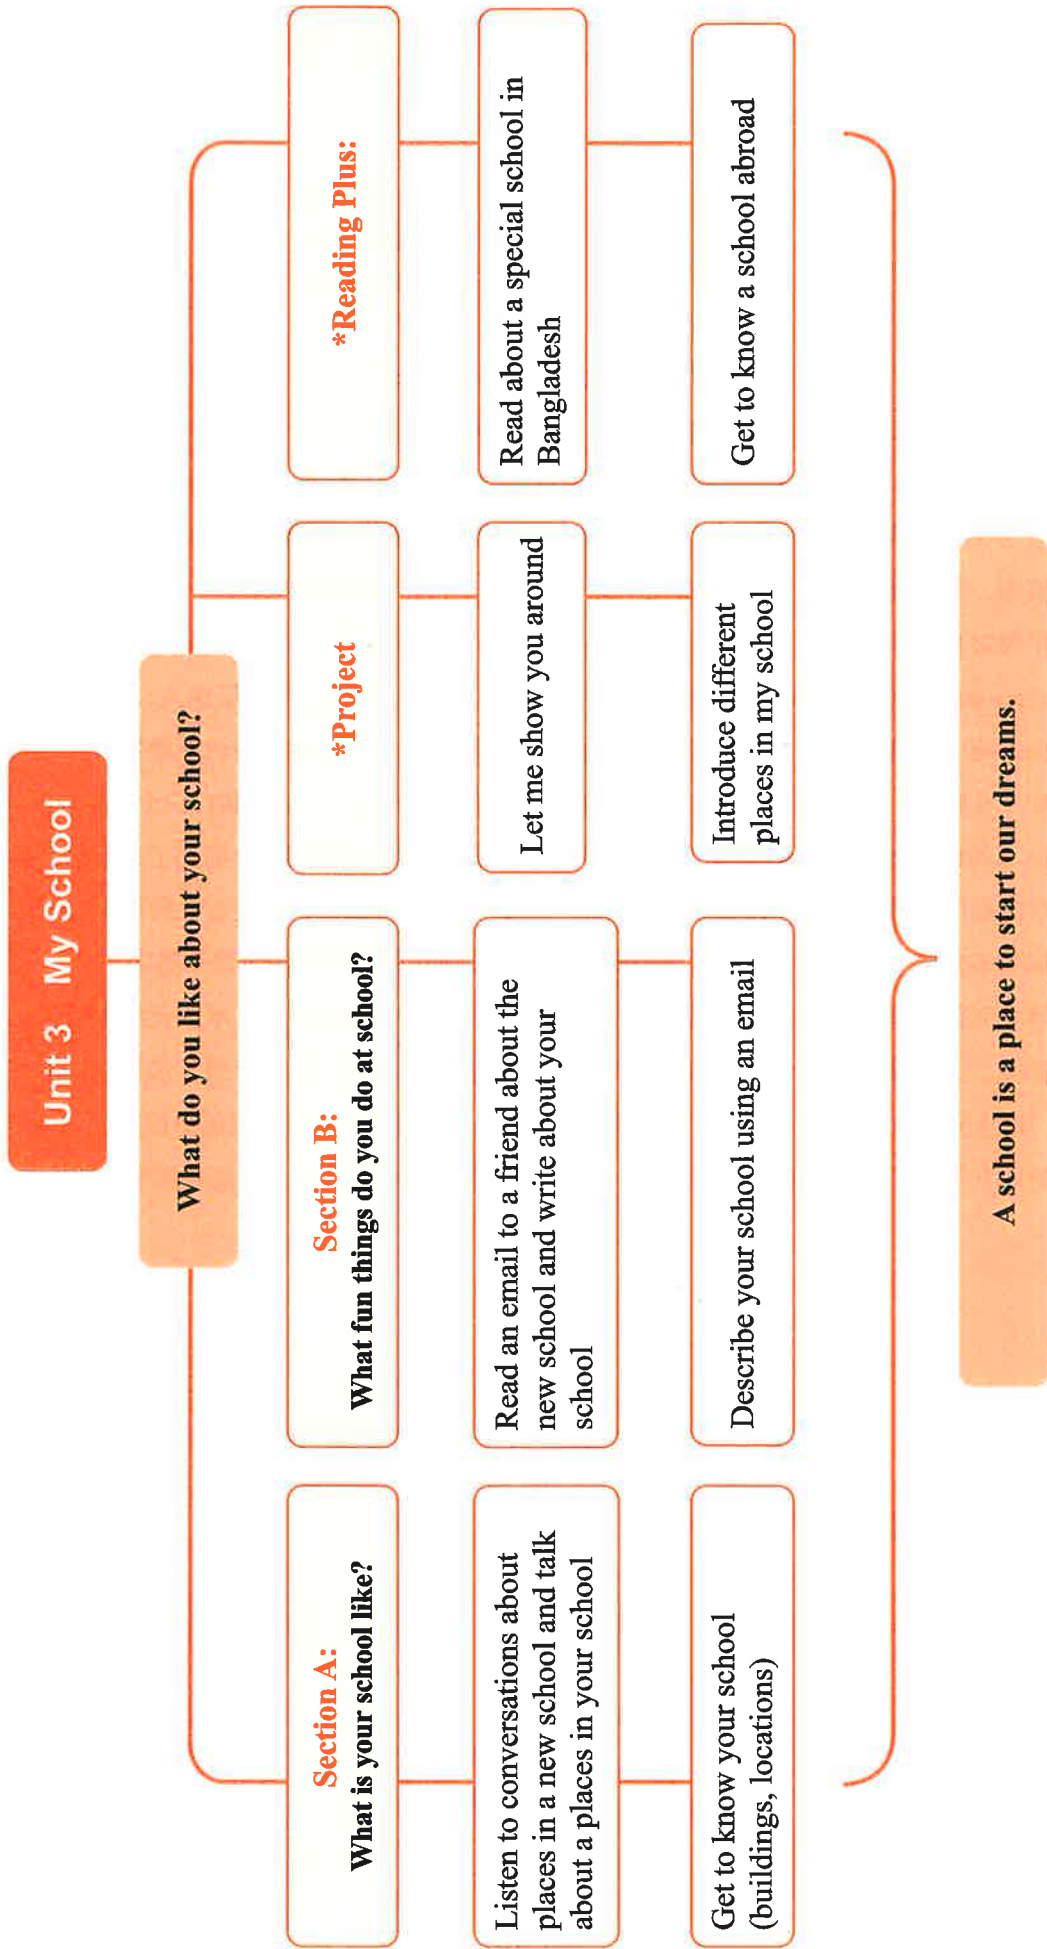 Unit 3 My School
What do you like about your school?
Section A:
What is your school like?
Listen to conversations about
places in a new school and talk
about a places in your school
Get to know your school
(buildings, locations)
Section B:
What fun things do you do at school?
Read an email to a friend about the
new school and write about your
school
Describe your school using an email
*Project
Let me show you around
Introduce different
places in my school
*Reading Plus:
Read about a special school in
Bangladesh
Get to know a school abroad
A school is a place to start our dreams.